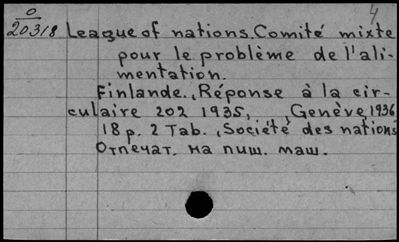 4
O
20318
League of nations. Comité mixte
pour le problème de l'ali-
mentation.
Finlande., Réponse à la cir-
culaire 202 1935, Genève, 1936
18 p. 2 Tab., Société des nations
Отпечат. на пиш. маш.